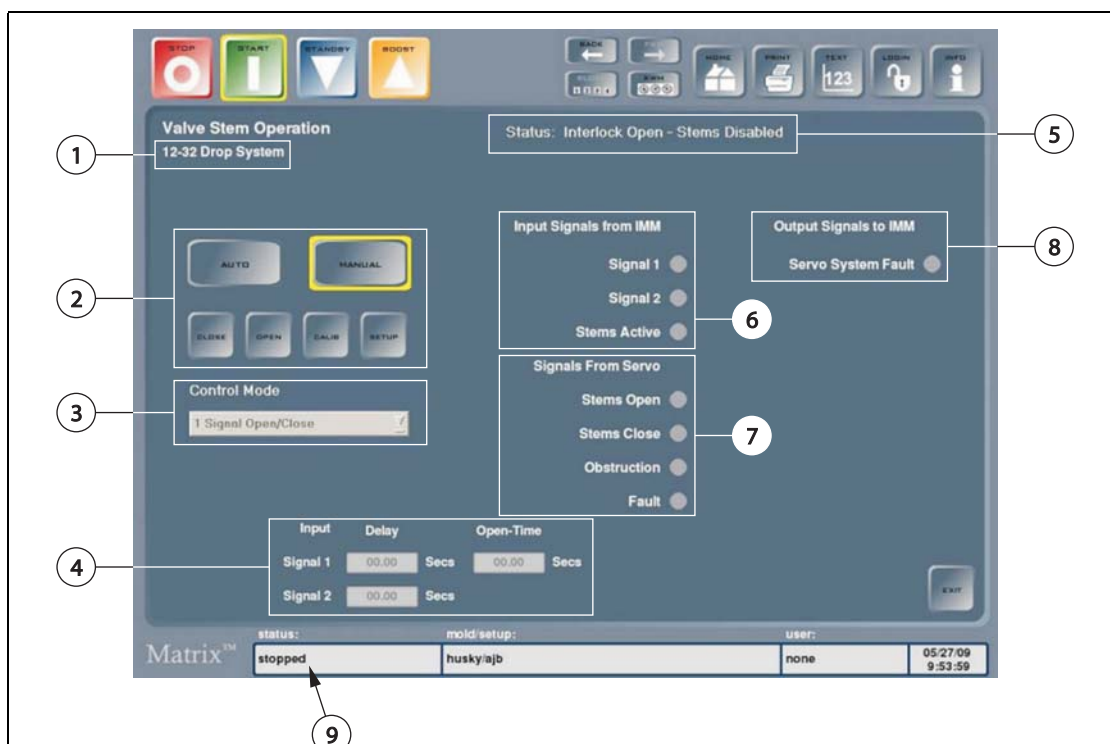 STOP
START
STANDBY
BOOST
BACK
HOME
PRINT
TEXT
123
LOGIN
INFO
Valve Stem Operation
12-32 Drop System
Status: Interlock Open - Stems Disabled
1
5
Input Signals from IMM
Output Signals to IMM
AUTO
MANUAL
Signal 1
Servo System Fault
8
2
Signal 2
6
CLOSE
OPEN
CALIB
SETUP
Stems Active
Signals From Servo
Control Mode
Stems Open
3
1 Signal Open/Close
Stems Close
7
Obstruction
Fault
Input Delay Open-Time
4
Signal 1 00.00 Secs 00.00 Secs
Signal 2 00.00 Secs
EXIT
Matrix™
status:
mold/setup:
user:
stopped
husky/ajb
none
05/27/09
9:53:59
9